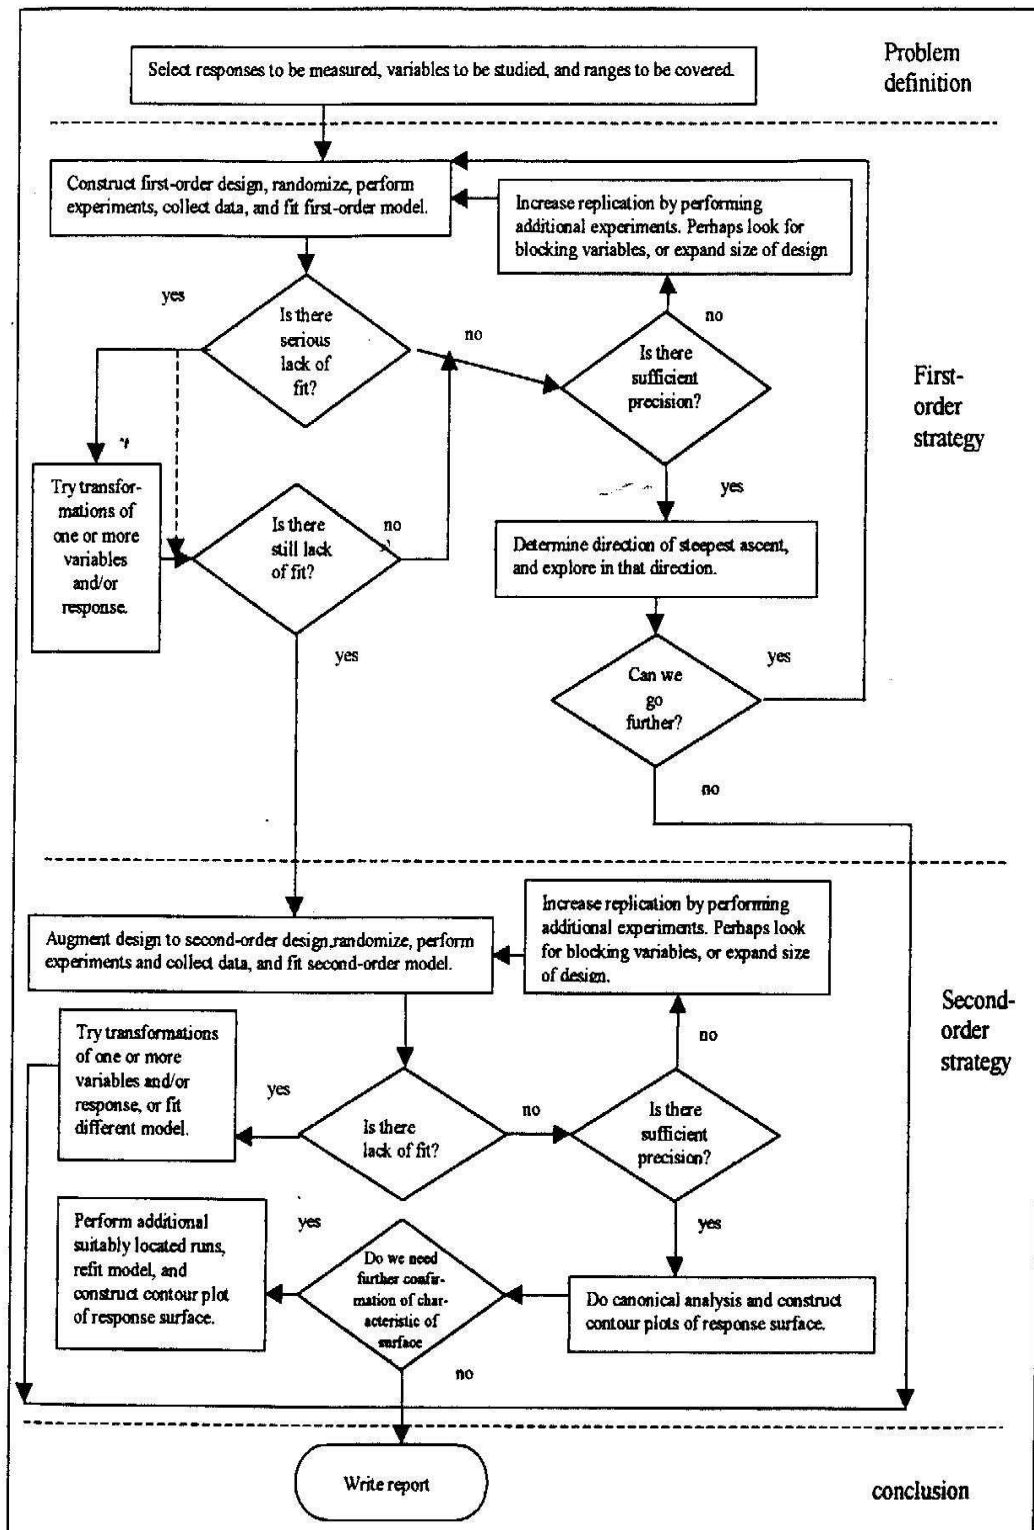 Problem
definition
Select responses to be measured, variables to be studied, and ranges to be covered.
Construct first-order design, randomize, perform
experiments, collect data, and fit first-order model.
Increase replication by performing
additional experiments. Perhaps look for
blocking variables, or expand size of design
yes
Is there
serious
lack of
fit?
no
no
Is there
sufficient
precision?
First-
order
strategy
Try transfor-
mations of
one or more
variables
and/or
response.
Is there
still lack
of fit?
no
yes
yes
Determine direction of steepest ascent,
and explore in that direction.
Can we
go
further?
yes
no
Augment design to second-order design,randomize, perform
experiments and collect data, and fit second-order model.
Increase replication by performing
additional experiments. Perhaps look
for blocking variables, or expand size
of design.
Second-
order
strategy
Try transformations
of one or more
variables and/or
response, or fit
different model.
yes
Is there
lack of fit?
no
no
Is there
sufficient
precision?
yes
Perform additional
suitably located runs,
refit model, and
construct contour plot
of response surface.
yes
Do we need
further confir-
mation of char-
acteristic of
surface
no
Do canonical analysis and construct
contour plots of response surface.
Write report
conclusion